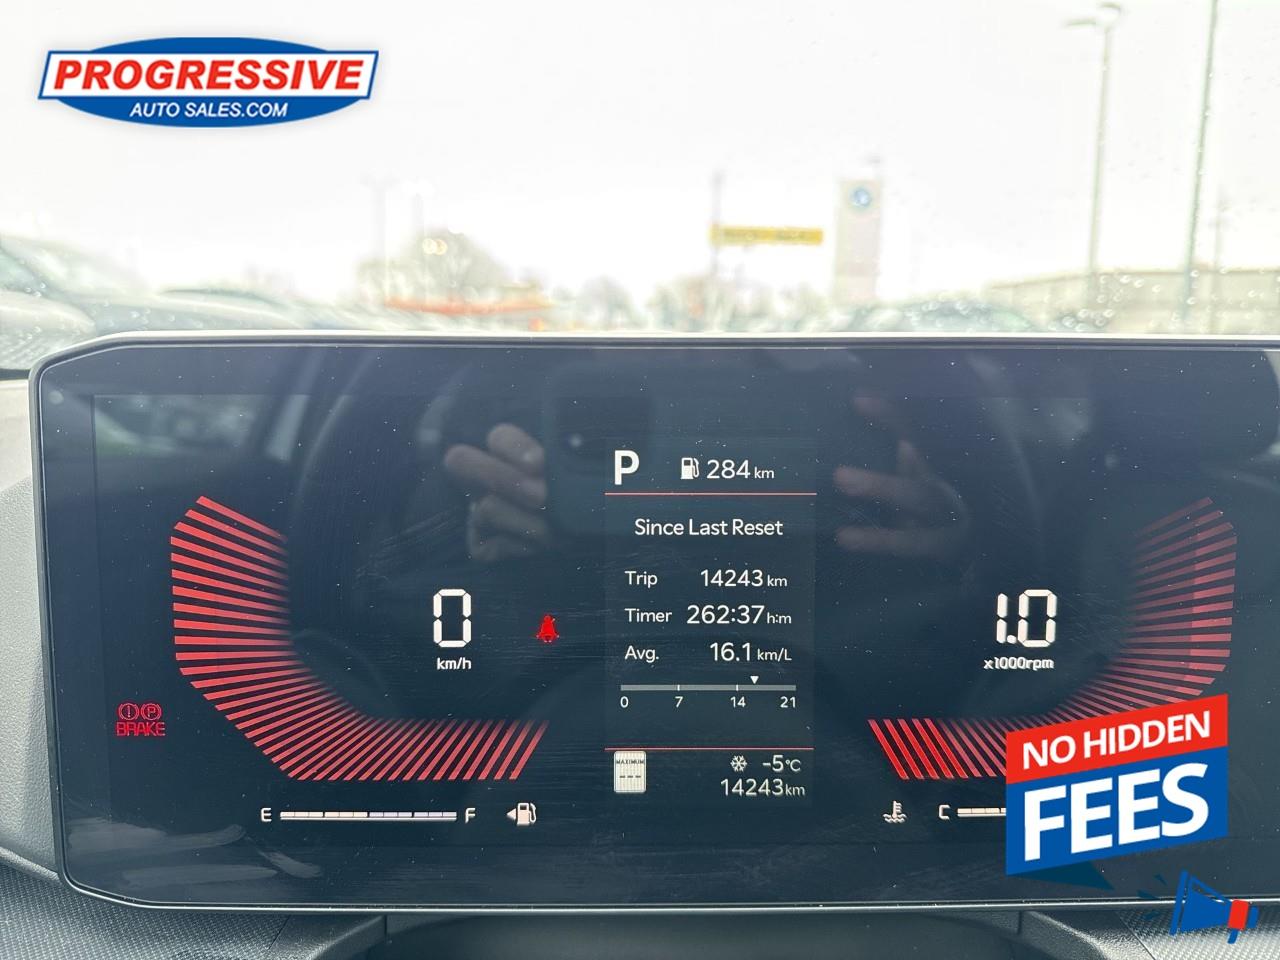 PROGRESSIVE
AUTO SALES.COM
P 284 km
Since Last Reset
Trip 14243 km
Timer 262:37 h:m
Avg. 16.1 km/L
0 7 14 21
0
km/h
1.0
x1000rpm
P
BRAKE
MAXIMUM
---
-5°C
14243 km
E F
C
NO HIDDEN
FEES